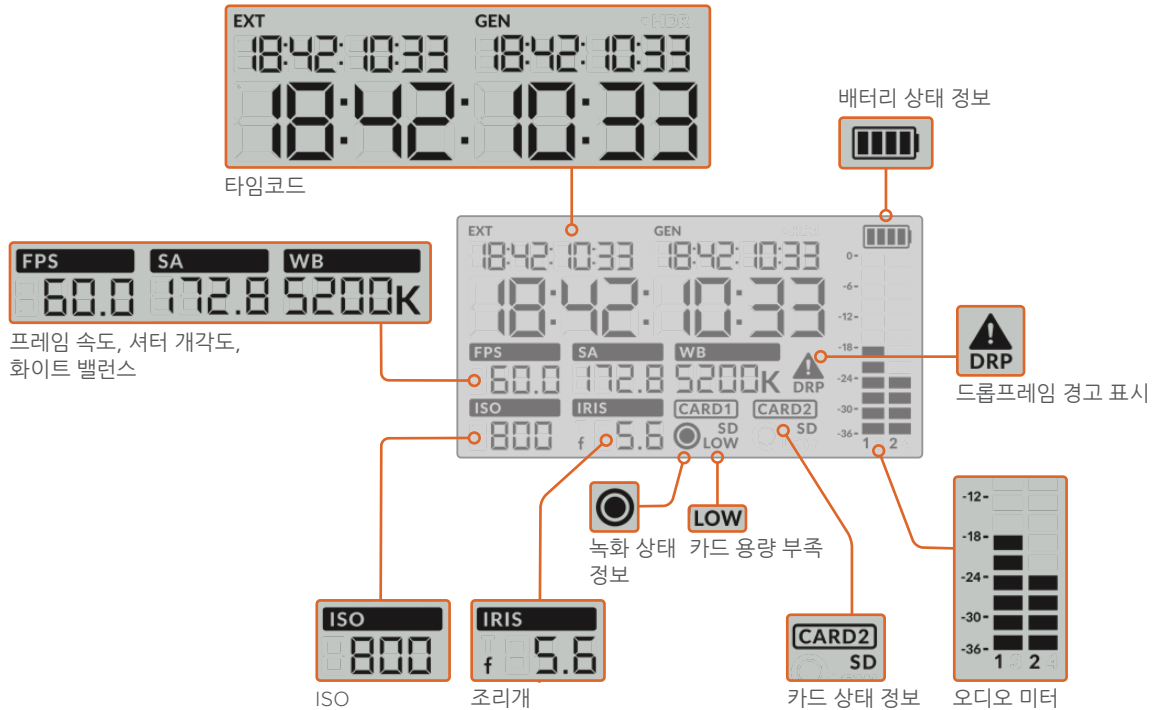 EXT GEN
18:42:10:33 18:42:10:33
18:42:10:33
타임코드
배터리 상태 정보
FPS SA WB
60.0 172.8 5200K
프레임 속도, 셔터 개각도,
화이트 밸런스
EXT GEN
18:42:10:33 18:42:10:33
18:42:10:33
FPS SA WB
60.0 172.8 5200K DRP
ISO IRIS CARD1 CARD2
800 f 5.6 SD SD
LOW
0-
-6-
-12-
-18-
-24-
-30-
-36-
1 2
DRP
드롭프레임 경고 표시
녹화 상태
정보
LOW
카드 용량 부족
ISO
800
ISO
IRIS
f 5.6
조리개
CARD2
SD
카드 상태 정보
-12-
-18-
-24-
-30-
-36-
1 2
오디오 미터